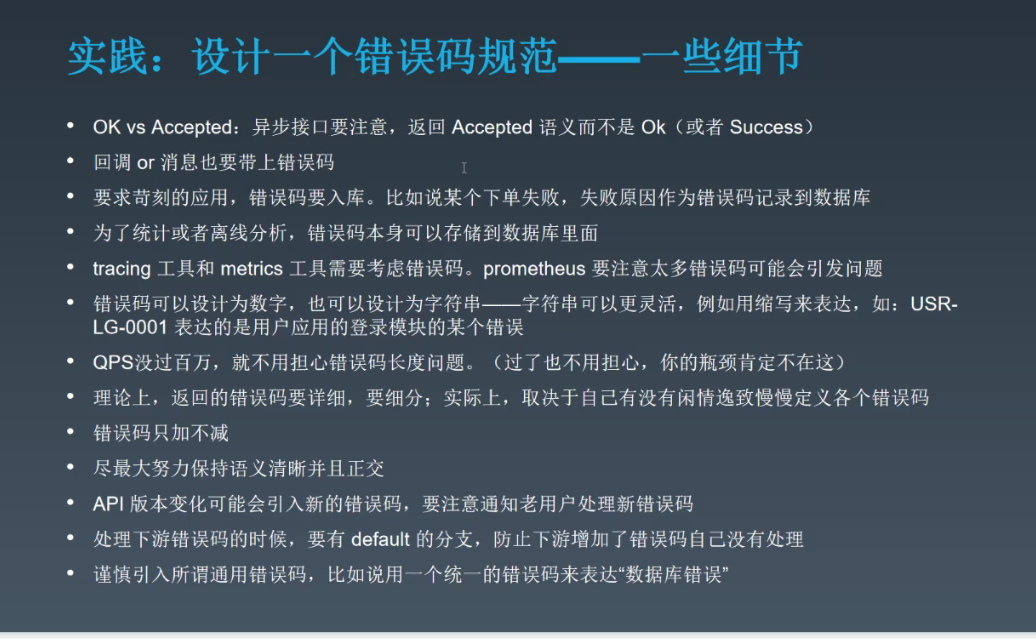 实践：设计一个错误码规范——一些细节
• OK vs Accepted：异步接口要注意，返回 Accepted 语义而不是 Ok（或者 Success）
• 回调 or 消息也要带上错误码
• 要求苛刻的应用，错误码要入库。比如说某个下单失败，失败原因作为错误码记录到数据库
• 为了统计或者离线分析，错误码本身可以存储到数据库里面
• tracing 工具和 metrics 工具需要考虑错误码。prometheus 要注意太多错误码可能会引发问题
• 错误码可以设计为数字，也可以设计为字符串——字符串可以更灵活，例如用缩写来表达，如：USR-
LG-0001 表达的是用户应用的登录模块的某个错误
• QPS没过百万，就不用担心错误码长度问题。（过了也不用担心，你的瓶颈肯定不在这）
• 理论上，返回的错误码要详细，要细分；实际上，取决于自己有没有闲情逸致慢慢定义各个错误码
• 错误码只加不减
• 尽最大努力保持语义清晰并且正交
• API 版本变化可能会引入新的错误码，要注意通知老用户处理新错误码
• 处理下游错误码的时候，要有 default 的分支，防止下游增加了错误码自己没有处理
• 谨慎引入所谓通用错误码，比如说用一个统一的错误码来表达“数据库错误”